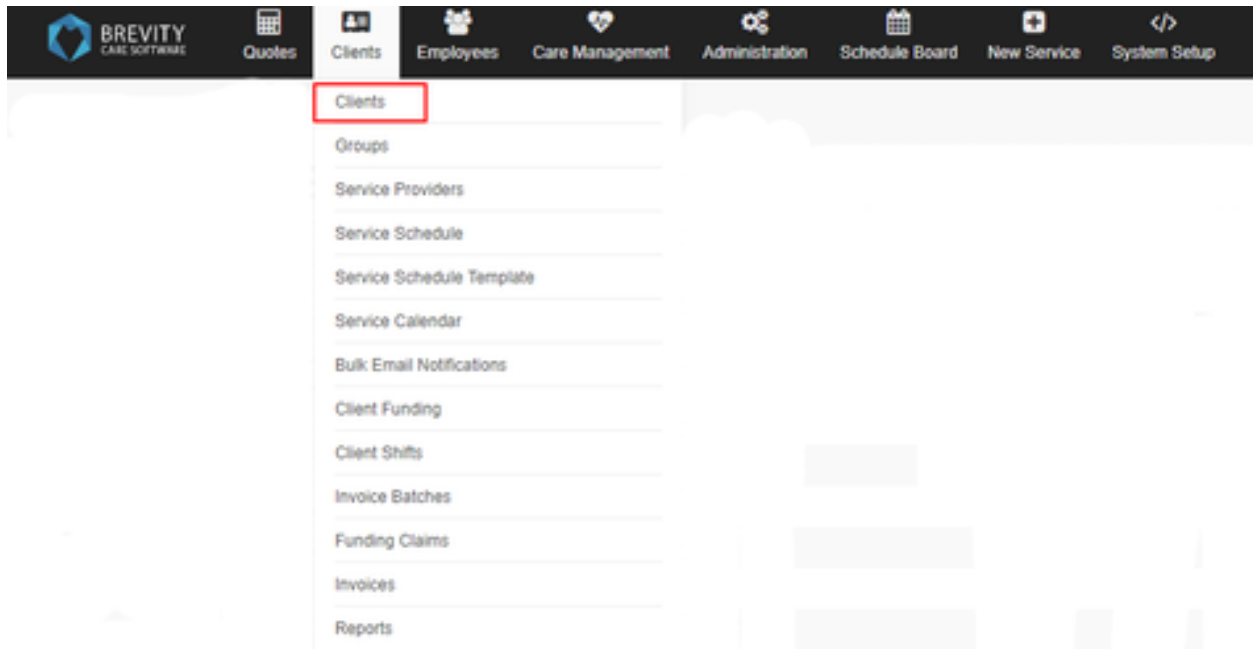 BREVITY
CARE SOFTWARE
Quotes
Clients
Employees
Care Management
Administration
Schedule Board
New Service
</>
System Setup
Clients
Groups
Service Providers
Service Schedule
Service Schedule Template
Service Calendar
Bulk Email Notifications
Client Funding
Client Shifts
Invoice Batches
Funding Claims
Invoices
Reports